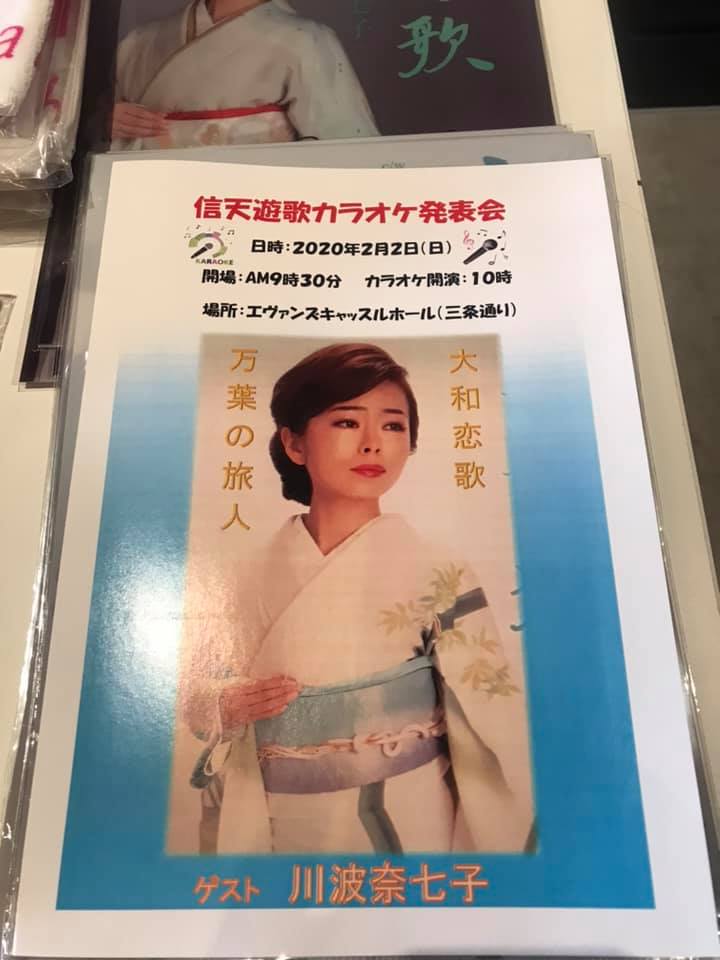 a
子
歌
c/w
信天遊歌カラオケ発表会
KARAOKE
日時：2020年2月2日(日)
開場：AM9時30分 カラオケ開演：10時
場所：エヴァンズキャッスルホール(三条通り)
大和恋歌
万葉の旅人
ゲスト 川波奈七子